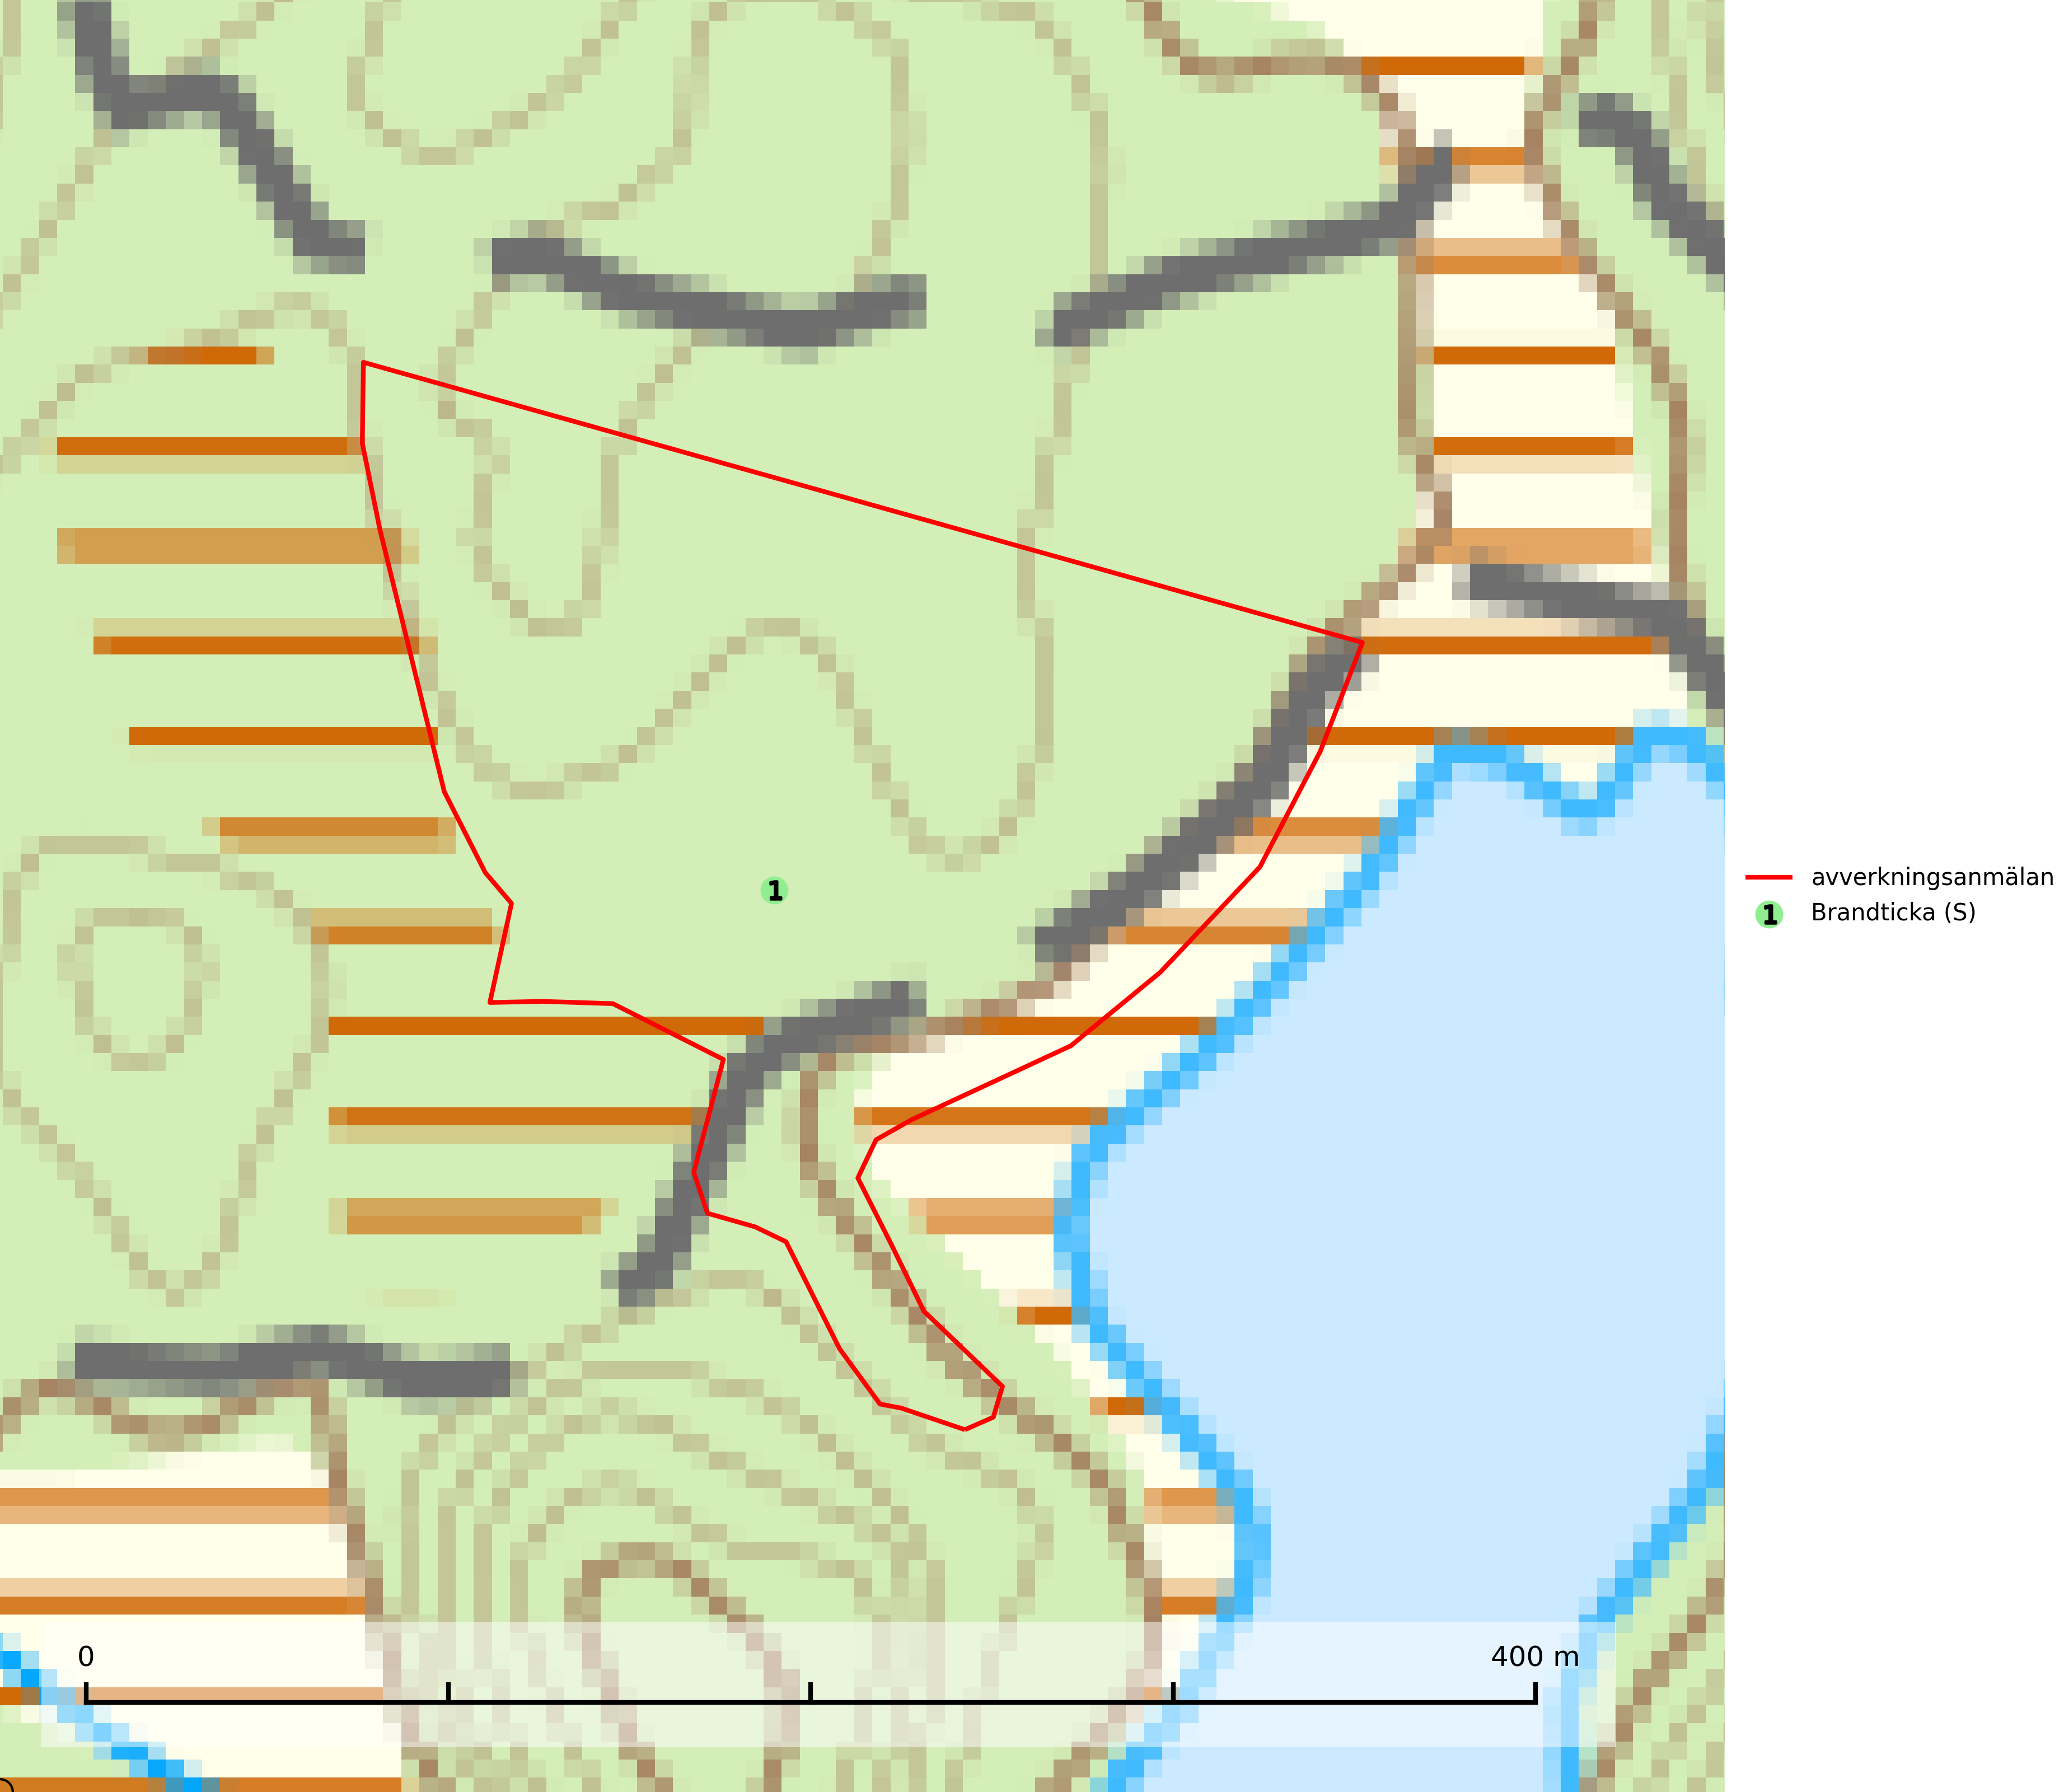 1
avverkningsanmälan
1 Brandticka (S)
0 400 m